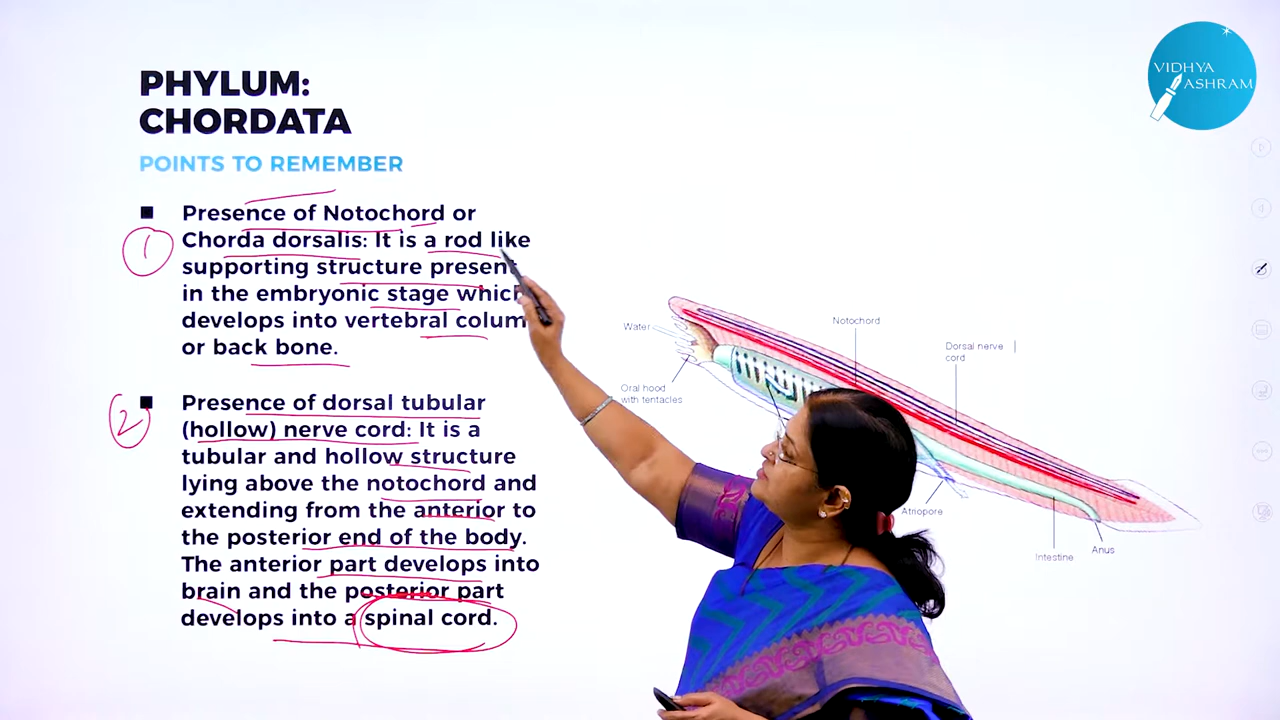 VIDHYA
ASHRAM
PHYLUM:
CHORDATA
POINTS TO REMEMBER
■ Presence of Notochord or
1
Chorda dorsalis: It is a rod like
supporting structure present
in the embryonic stage which
develops into vertebral colum
or back bone.
2
■ Presence of dorsal tubular
(hollow) nerve cord: It is a
tubular and hollow structure
lying above the notochord and
extending from the anterior to
the posterior end of the body.
The anterior part develops into
brain and the posterior part
develops into a spinal cord.
Water
Oral hood
with tentacles
Notochord
Dorsal nerve
cord
Atriopore
Intestine
Anus